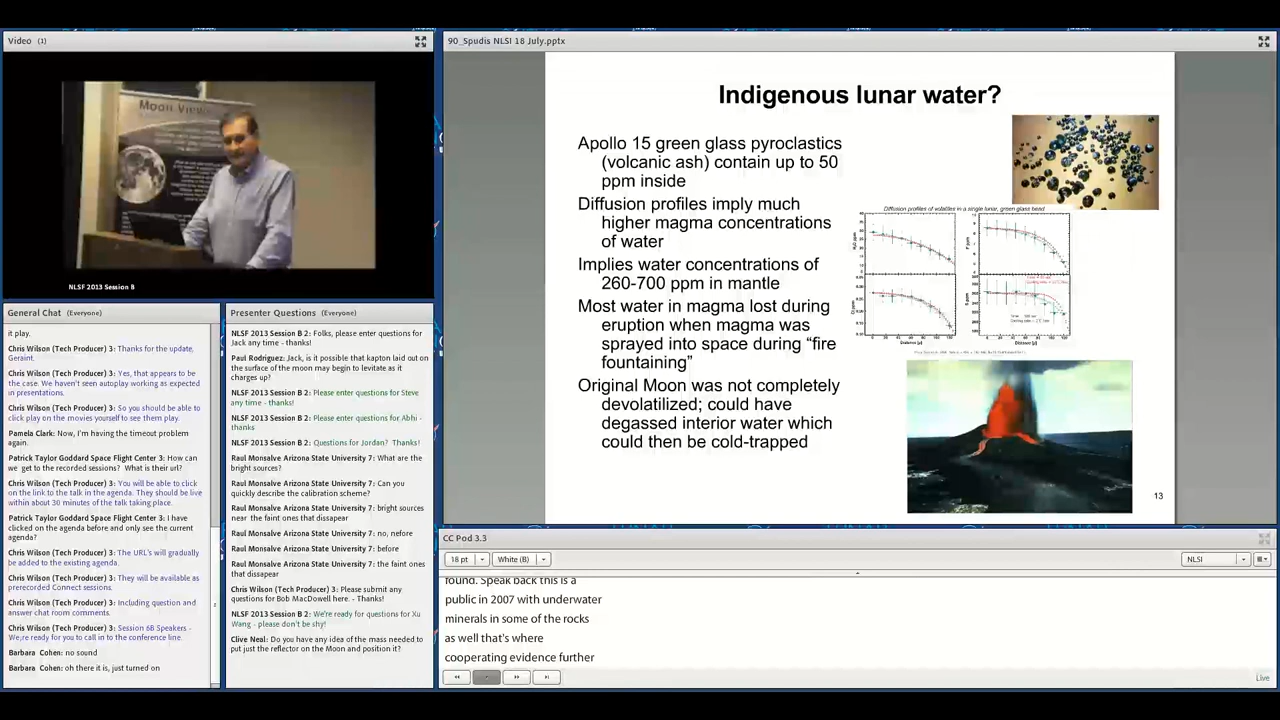 Video (1)
Moon View
NLSF 2013 Session B
General Chat (Everyone)
it play.
Chris Wilson (Tech Producer) 3: Thanks for the update,
Geraint.
Chris Wilson (Tech Producer) 3: Yes, that appears to be
the case. We haven't seen autoplay working as expected
in presentations.
Chris Wilson (Tech Producer) 3: So you should be able to
click play on the movies yourself to see them play.
Pamela Clark: Now, I'm having the timeout problem
again.
Patrick Taylor Goddard Space Flight Center 3: How can
we get to the recorded sessions? What is their url?
Chris Wilson (Tech Producer) 3: You will be able to click
on the link to the talk in the agenda. They should be live
within about 30 minutes of the talk taking place.
Patrick Taylor Goddard Space Flight Center 3: I have
clicked on the agenda before and only see the current
agenda?
Chris Wilson (Tech Producer) 3: The URL's will gradually
be added to the existing agenda.
Chris Wilson (Tech Producer) 3: They will be available as
prerecorded Connect sessions.
Chris Wilson (Tech Producer) 3: Including question and
answer chat room comments.
Chris Wilson (Tech Producer) 3: Session 6B Speakers -
We;re ready for you to call in to the conference line.
Barbara Cohen: no sound
Barbara Cohen: oh there it is, just turned on
Presenter Questions (Everyone)
NLSF 2013 Session B 2: Folks, please enter questions for
Jack any time - thanks!
Paul Rodriguez: Jack, is it possible that kapton laid out on
the surface of the moon may begin to levitate as it
charges up?
NLSF 2013 Session B 2: Please enter questions for Steve
any time - thanks!
NLSF 2013 Session B 2: Please enter questions for Abhi -
thanks
NLSF 2013 Session B 2: Questions for Jordan? Thanks!
Raul Monsalve Arizona State University 7: What are the
bright sources?
Raul Monsalve Arizona State University 7: Can you
quickly describe the calibration scheme?
Raul Monsalve Arizona State University 7: bright sources
near the faint ones that dissapear
Raul Monsalve Arizona State University 7: no, nefore
Raul Monsalve Arizona State University 7: before
Raul Monsalve Arizona State University 7: the faint ones
that dissapear
Chris Wilson (Tech Producer) 3: Please submit any
questions for Bob MacDowell here. - Thanks!
NLSF 2013 Session B 2: We're ready for questions for Xu
Wang - please don't be shy!
Clive Neal: Do you have any idea of the mass needed to
put just the reflector on the Moon and position it?
90_Spudis NLSI 18 July.pptx
Indigenous lunar water?
Apollo 15 green glass pyroclastics
(volcanic ash) contain up to 50
ppm inside
Diffusion profiles imply much
higher magma concentrations
of water
Implies water concentrations of
260-700 ppm in mantle
Most water in magma lost during
eruption when magma was
sprayed into space during “fire
fountaining”
Original Moon was not completely
devolatilized; could have
degassed interior water which
could then be cold-trapped
Diffusion profiles of volatiles in a single lunar, green glass bead
13
CC Pod 3.3
18 pt
White (B)
NLSI
found. Speak back this is a
public in 2007 with underwater
minerals in some of the rocks
as well that's where
cooperating evidence further
Live